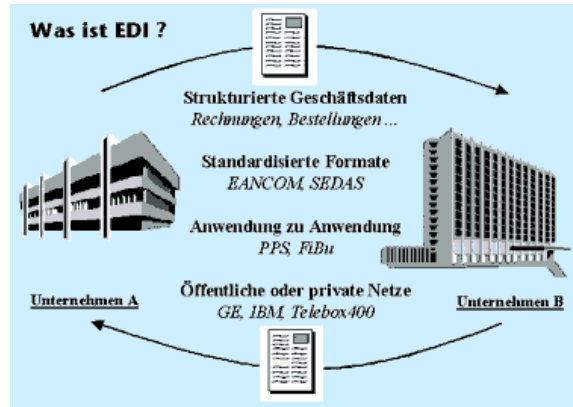 Was ist EDI ?
Strukturierte Geschäftsdaten
Rechnungen, Bestellungen ...
Standardisierte Formate
EANCOM, SEDAS
Anwendung zu Anwendung
PPS, FiBu
Öffentliche oder private Netze
GE, IBM, Telebox400
Unternehmen A
Unternehmen B